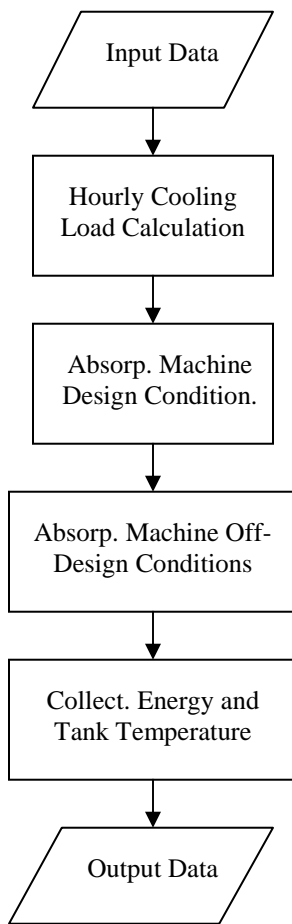 Input Data
Hourly Cooling
Load Calculation
Absorp. Machine
Design Condition.
Absorp. Machine Off-
Design Conditions
Collect. Energy and
Tank Temperature
Output Data